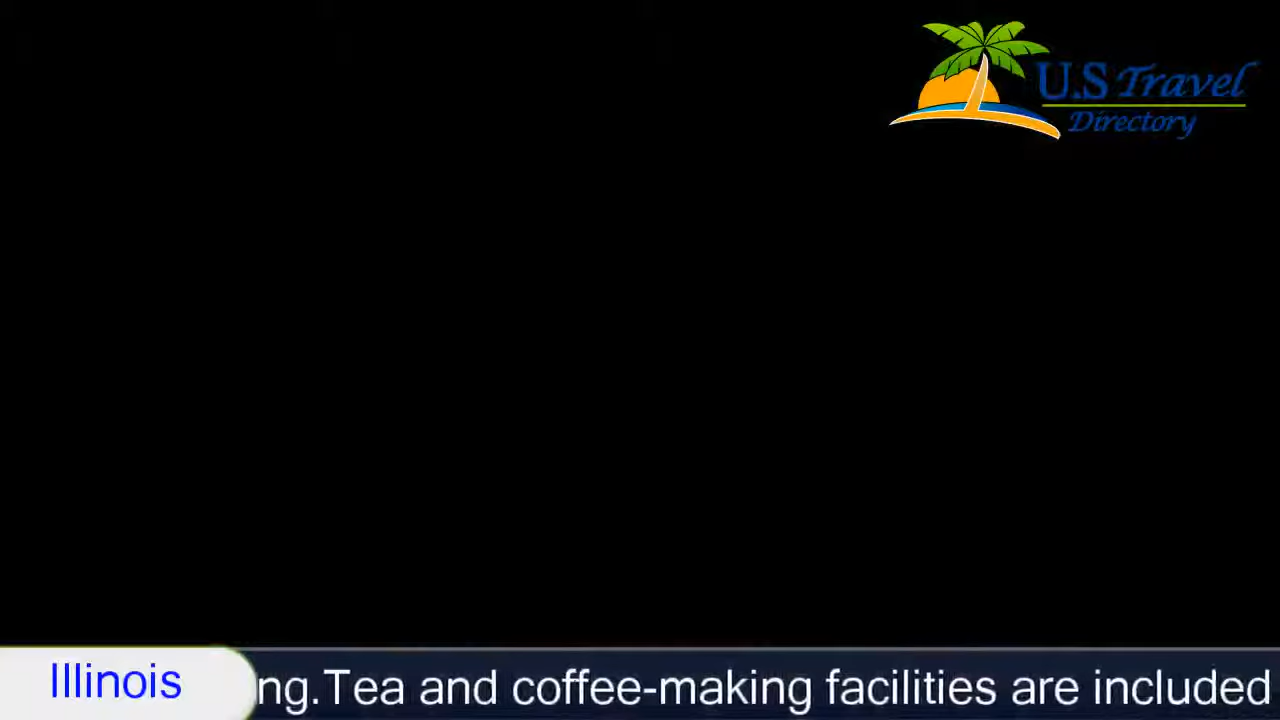 U.S Travel
Directory
Illinois
ng.Tea and coffee-making facilities are included